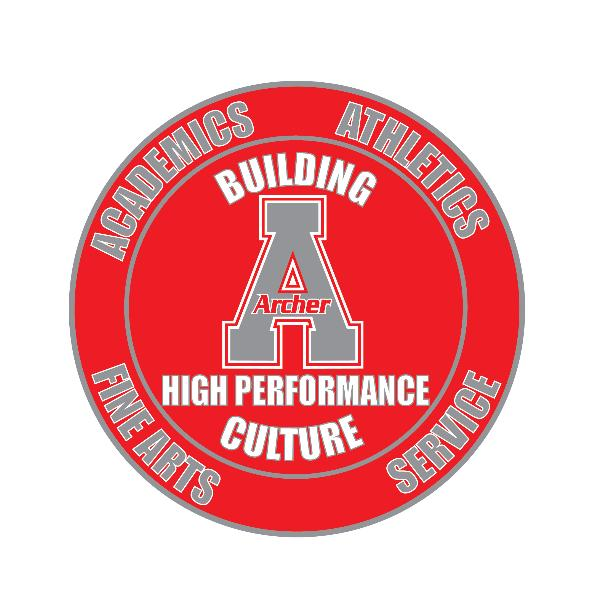 ACADEMICS
ATHLETICS
BUILDING
A
Archer
HIGH PERFORMANCE
CULTURE
FINE ARTS
SERVICE